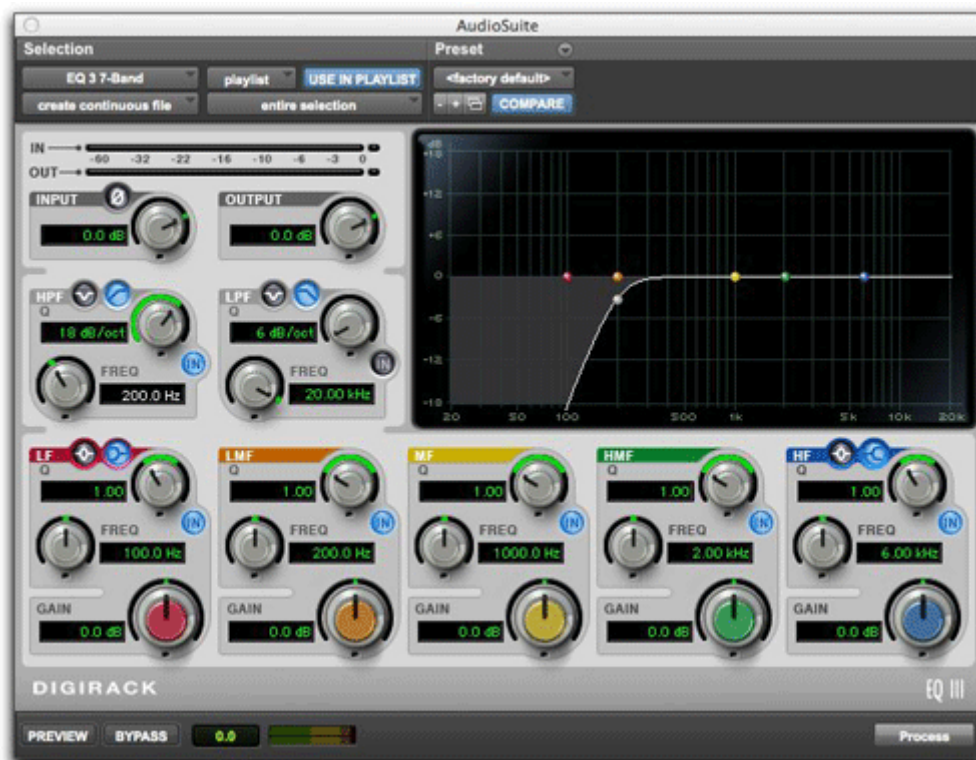 AudioSuite
Selection
Preset
EQ 3 7-Band
playlist
USE IN PLAYLIST
<factory default>
create continuous file
entire selection
- +
COMPARE
IN
-60 -32 -22 -16 -10 -6 -3 0
OUT
INPUT Ø
0.0 dB
OUTPUT
0.0 dB
HPF
Q
18 dB/oct
IN
FREQ
200.0 Hz
LPF
Q
6 dB/oct
IN
FREQ
20.00 kHz
dB
+18
+12
+6
0
-6
-12
-18
20 50 100 500 1k 5k 10k 20k
LF
Q
1.00
IN
FREQ
100.0 Hz
GAIN
0.0 dB
LMF
Q
1.00
IN
FREQ
200.0 Hz
GAIN
0.0 dB
MF
Q
1.00
IN
FREQ
1000.0 Hz
GAIN
0.0 dB
HMF
Q
1.00
IN
FREQ
2.00 kHz
GAIN
0.0 dB
HF
Q
1.00
IN
FREQ
6.00 kHz
GAIN
0.0 dB
DIGIRACK
EQ III
PREVIEW
BYPASS
0.0
Process